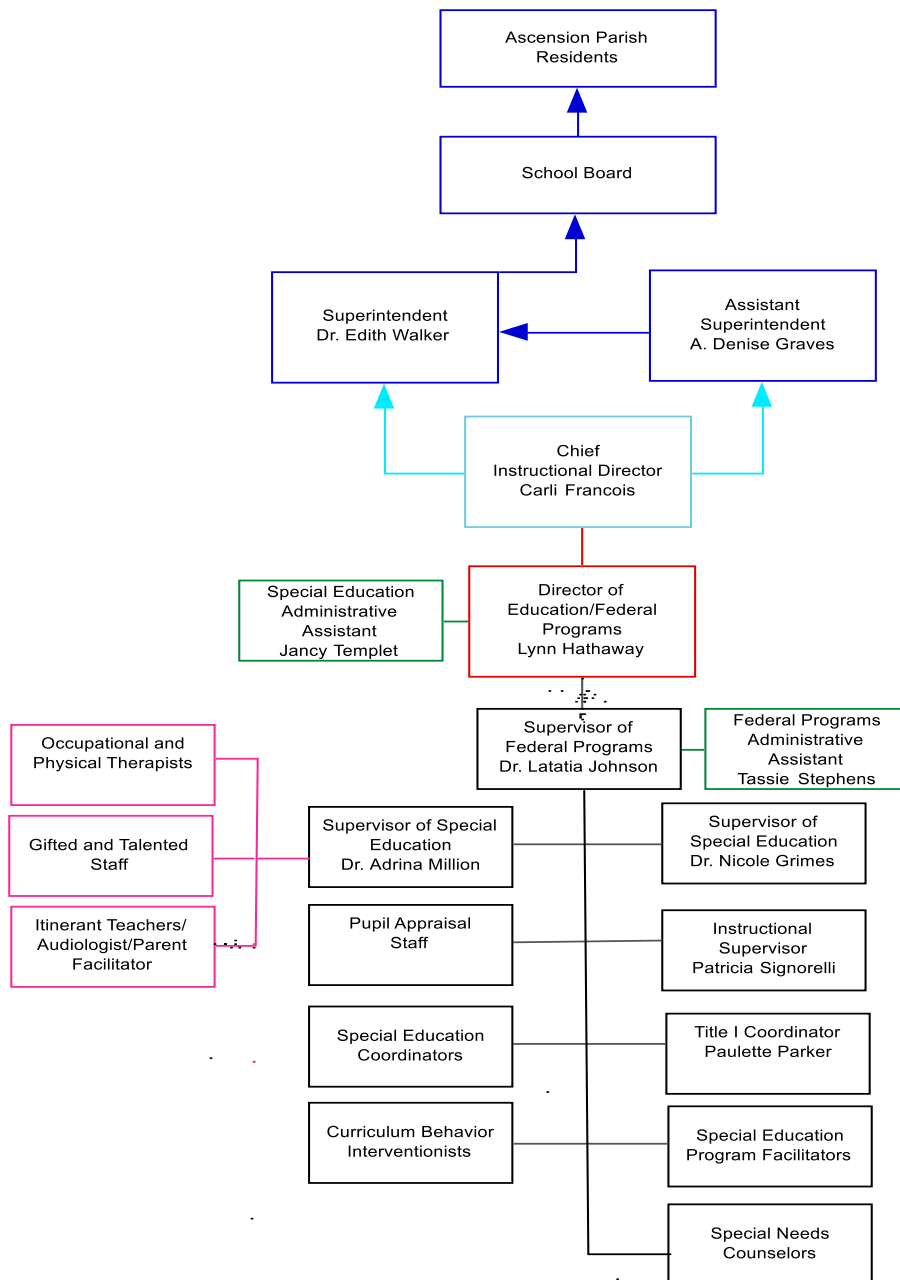 Ascension Parish
Residents
School Board
Superintendent
Dr. Edith Walker
Assistant
Superintendent
A. Denise Graves
Chief
Instructional Director
Carli Francois
Special Education
Administrative
Assistant
Jancy Templet
Director of
Education/Federal
Programs
Lynn Hathaway
Supervisor of
Federal Programs
Dr. Latatia Johnson
Federal Programs
Administrative
Assistant
Tassie Stephens
Occupational and
Physical Therapists
Gifted and Talented
Staff
Itinerant Teachers/
Audiologist/Parent
Facilitator
Supervisor of Special
Education
Dr. Adrina Million
Supervisor of
Special Education
Dr. Nicole Grimes
Pupil Appraisal
Staff
Instructional
Supervisor
Patricia Signorelli
Special Education
Coordinators
Title I Coordinator
Paulette Parker
Curriculum Behavior
Interventionists
Special Education
Program Facilitators
Special Needs
Counselors